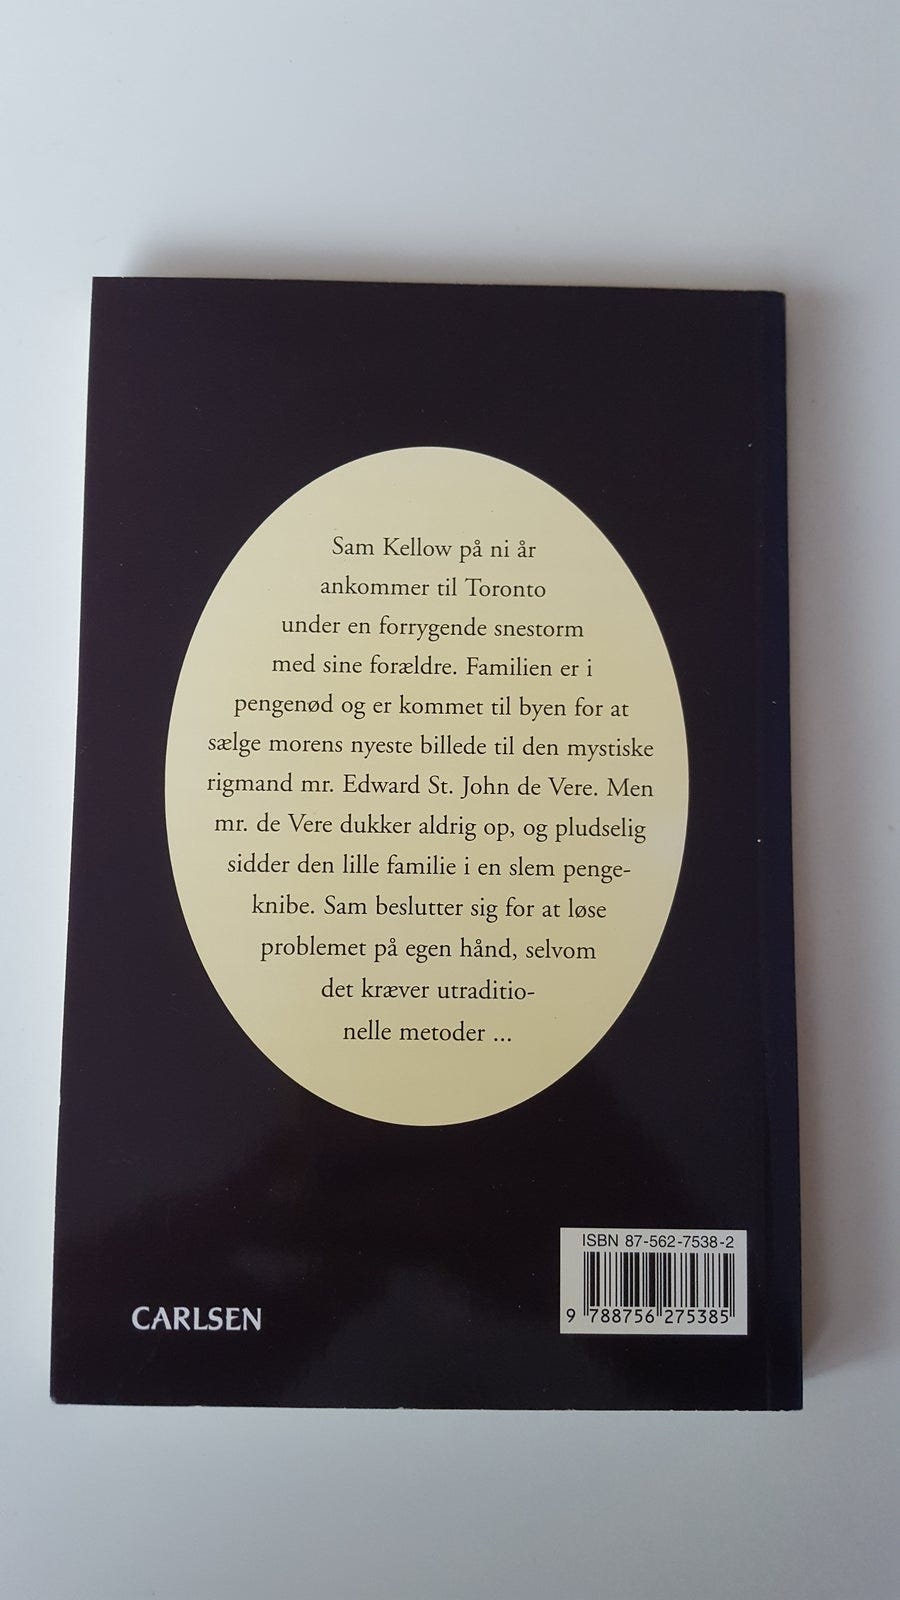 Sam Kellow på ni år
ankommer til Toronto
under en forrygende snestorm
med sine forældre. Familien er i
pengenød og er kommet til byen for at
sælge morens nyeste billede til den mystiske
rigmand mr. Edward St. John de Vere. Men
mr. de Vere dukker aldrig op, og pludselig
sidder den lille familie i en slem penge-
knibe. Sam beslutter sig for at løse
problemet på egen hånd, selvom
det kræver utraditio-
nelle metoder ...
ISBN 87-562-7538-2
9 788756 275385
CARLSEN